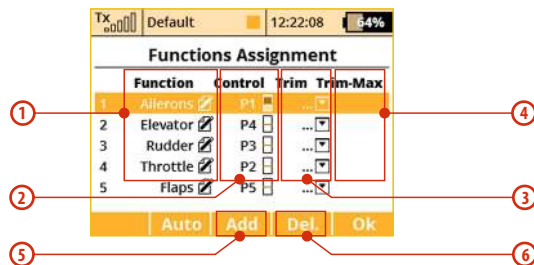 Tx Default 12:22:08 64%
Functions Assignment
Function Control Trim Trim-Max
1 Ailerons P1 ...
2 Elevator P4 ...
3 Rudder P3 ...
4 Throttle P2 ...
5 Flaps P5 ...
Auto Add Del. Ok
1
2
3
4
5
6